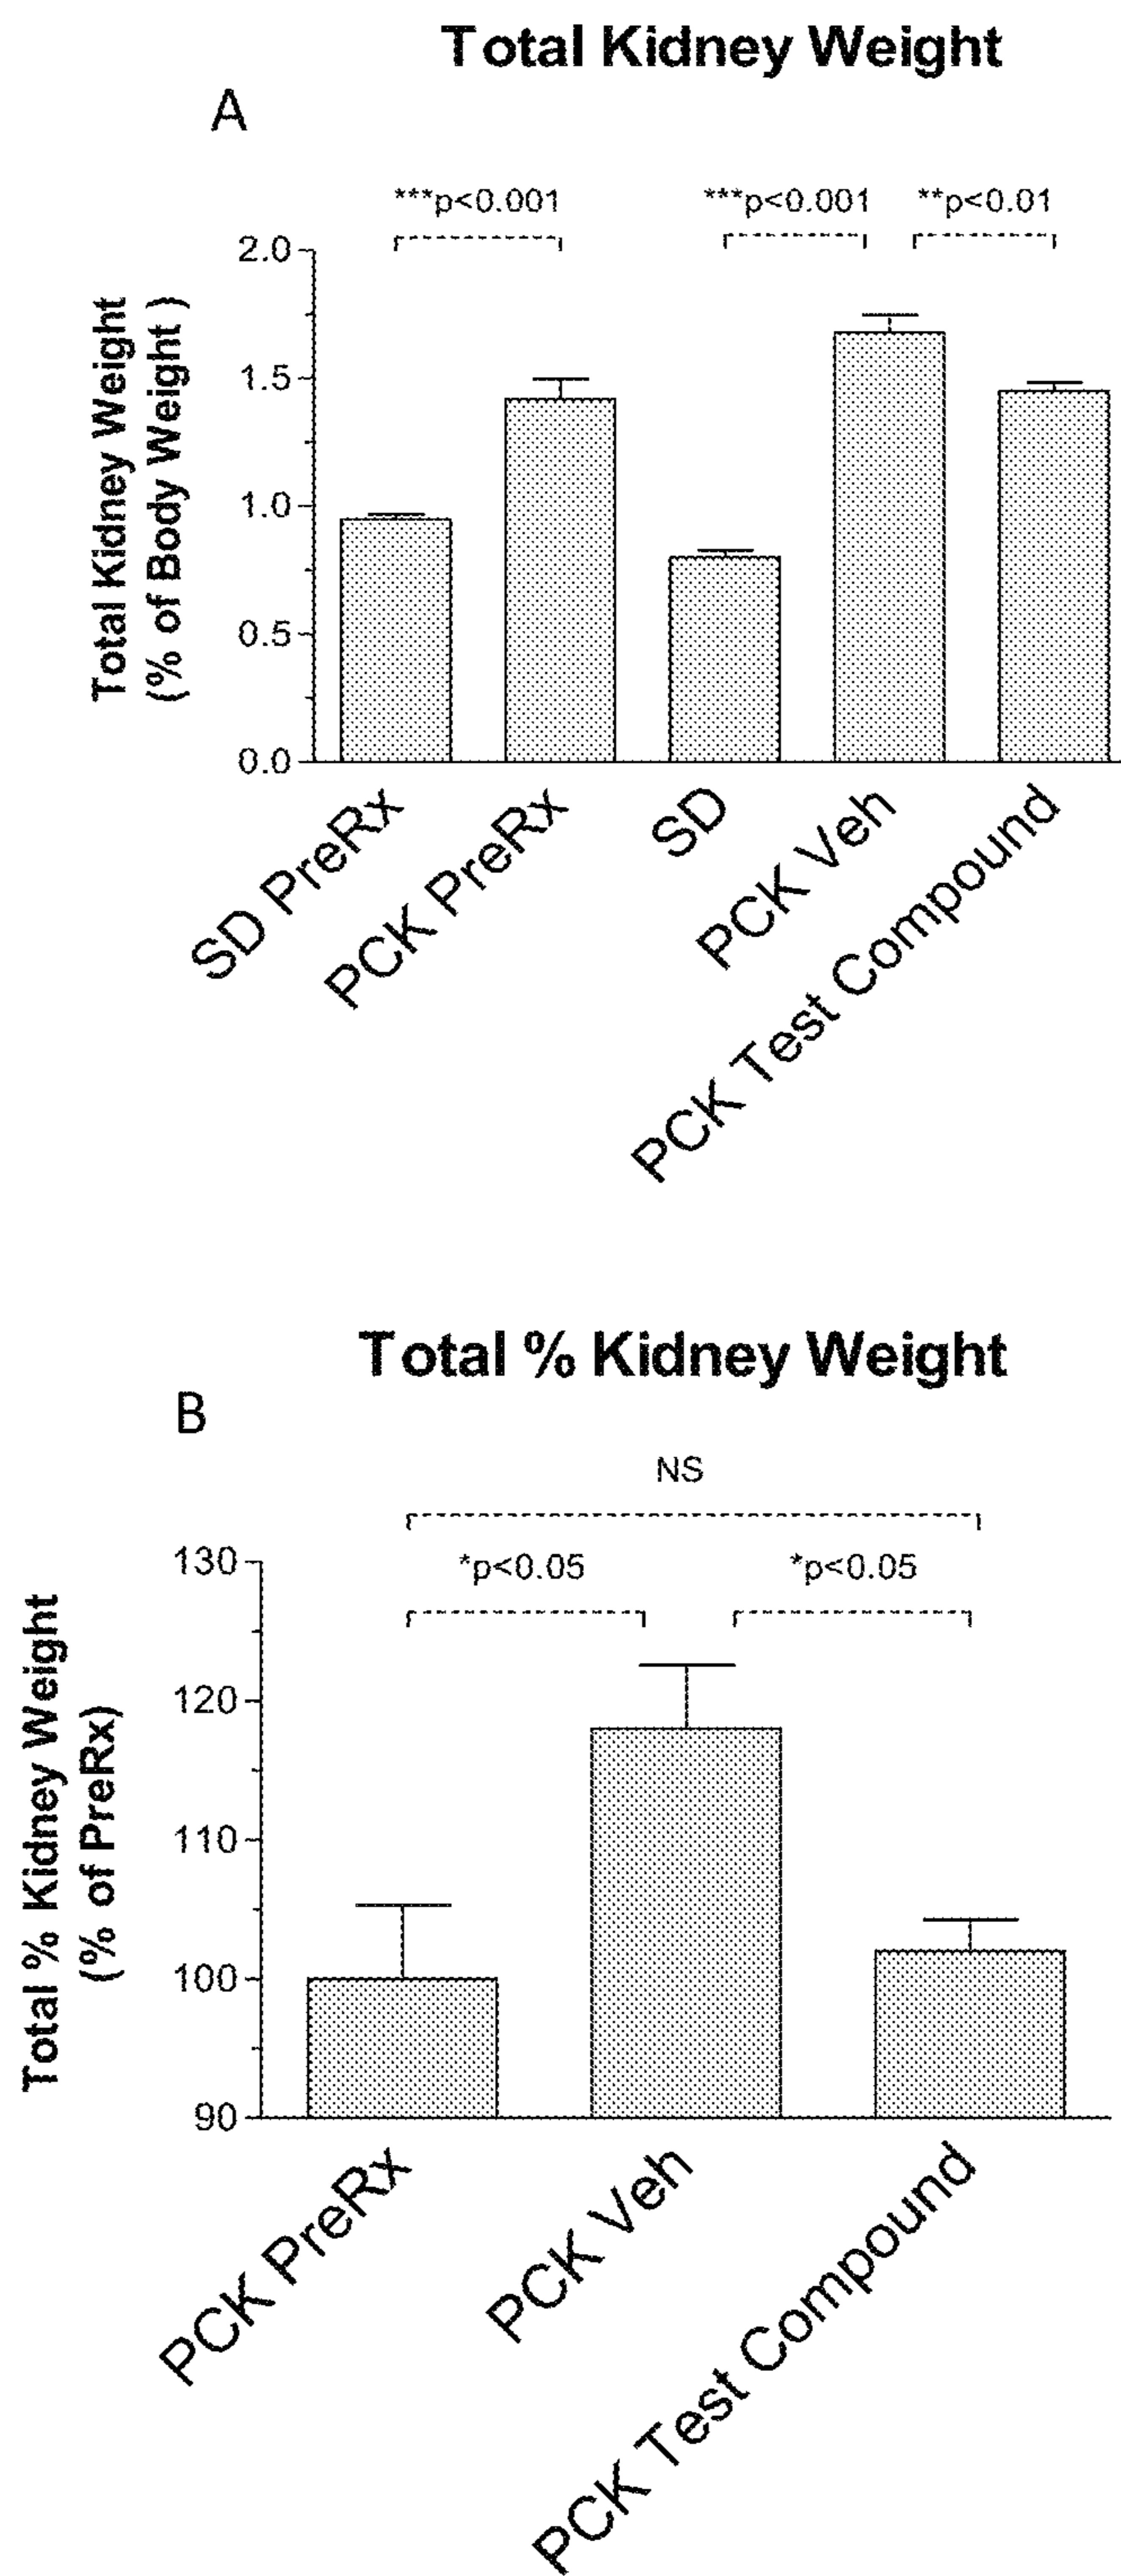 Total Kidney Weight
A
***p<0.001
***p<0.001
**p<0.01
Total Kidney Weight
(% of Body Weight )
2.0
1.5
1.0
0.5
0.0
SD PreRx
PCK PreRx
SD
PCK Veh
PCK Test Compound
Total % Kidney Weight
B
NS
*p<0.05
*p<0.05
Total % Kidney Weight
(% of PreRx)
130
120
110
100
90
PCK PreRx
PCK Veh
PCK Test Compound